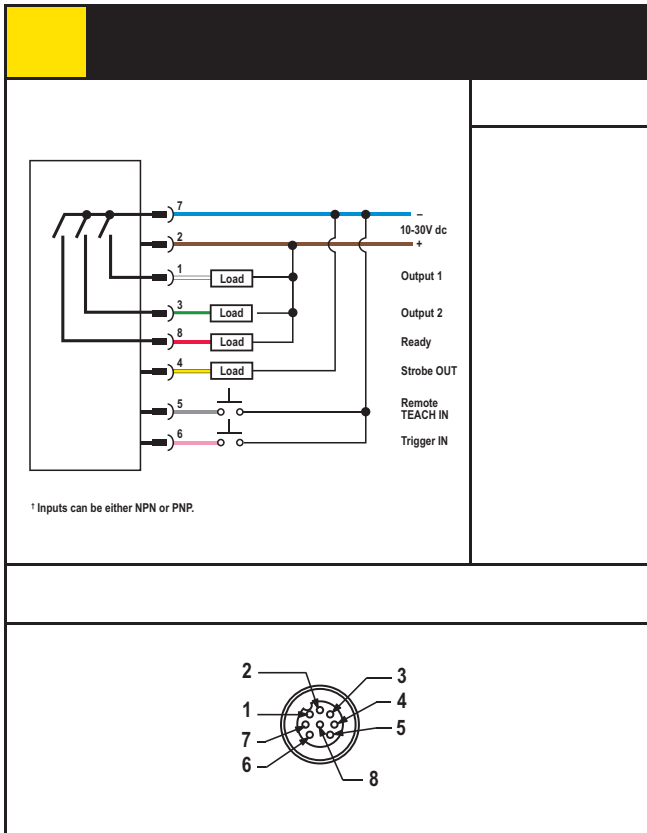 7
–
10-30V dc
2
+
1
Load
Output 1
3
Load
Output 2
8
Load
Ready
4
Load
Strobe OUT
5
Remote
TEACH IN
6
Trigger IN
† Inputs can be either NPN or PNP.
2
3
1
4
7
5
6
8